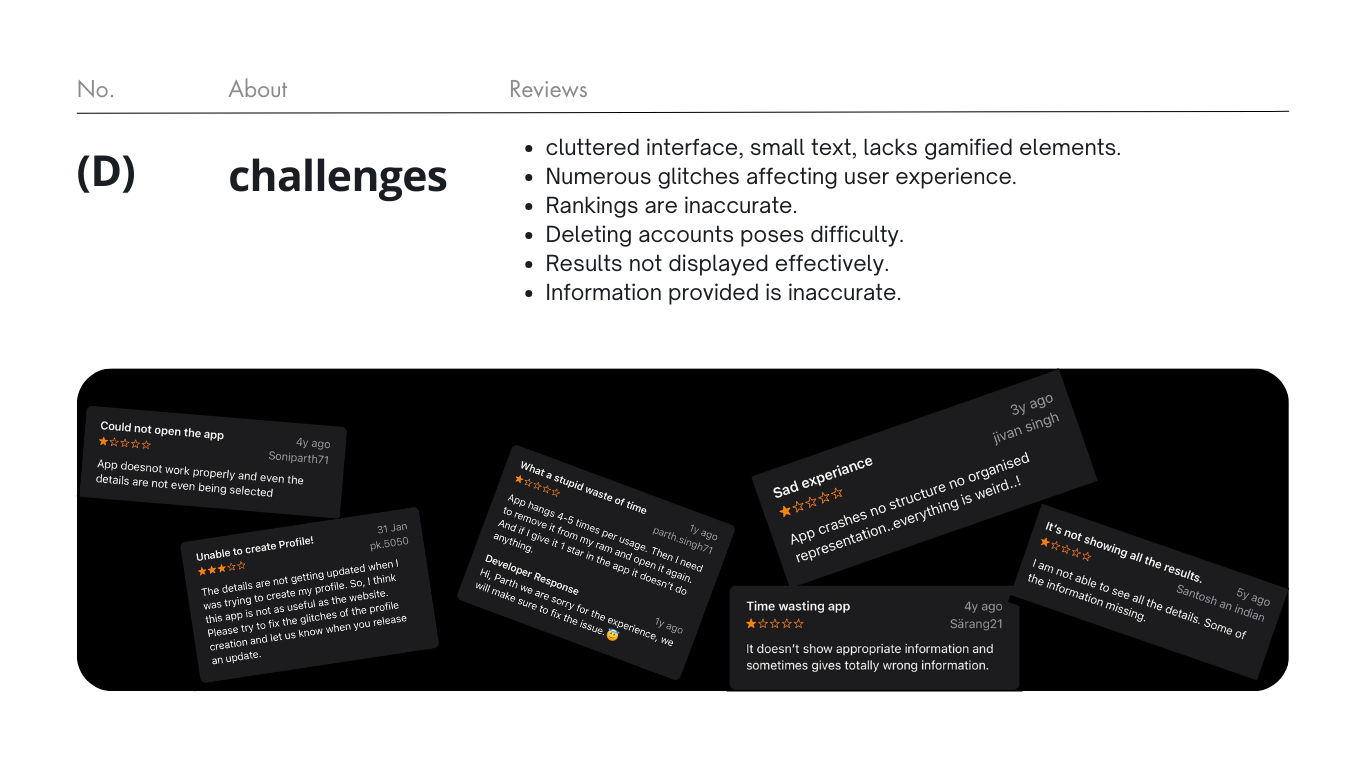 No.
About
Reviews
(D)
challenges
• cluttered interface, small text, lacks gamified elements.
• Numerous glitches affecting user experience.
• Rankings are inaccurate.
• Deleting accounts poses difficulty.
• Results not displayed effectively.
• Information provided is inaccurate.
Could not open the app
4y ago
Soniparth71
App doesnot work properly and even the
details are not even being selected
Unable to create Profile!
31 Jan
pk.5050
The details are not getting updated when I
was trying to create my profile. So, I think
this app is not as useful as the website.
Please try to fix the glitches of the profile
creation and let us know when you release
an update.
What a stupid waste of time
1y ago
parth.singh71
App hangs 4-5 times per usage. Then I need
to remove it from my ram and open it again.
And if I give it 1 star in the app it doesn't do
anything.
Developer Response
1y ago
Hi, Parth we are sorry for the experience, we
will make sure to fix the issue. 😇
Sad experiance
3y ago
jivan singh
App crashes no structure no organised
representation..everything is weird..!
Time wasting app
4y ago
Särang21
It doesn't show appropriate information and
sometimes gives totally wrong information.
It's not showing all the results.
5y ago
Santosh an indian
I am not able to see all the details. Some of
the information missing.